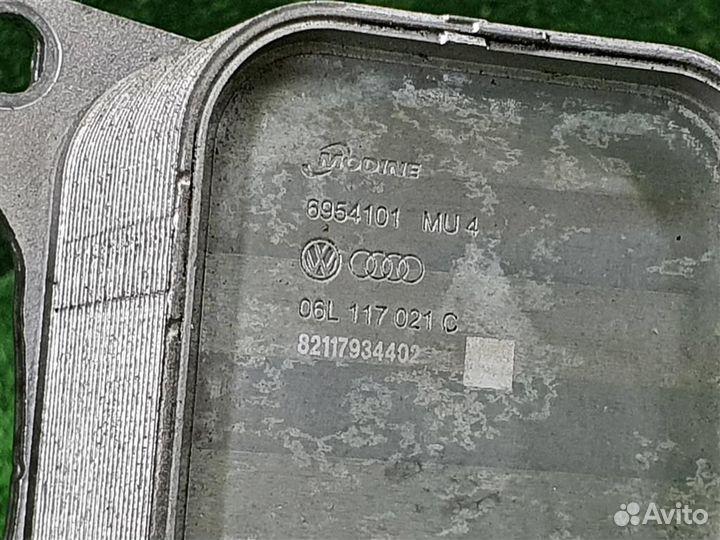 MODINE
6954101 MU 4
06L 117 021 C
82117934402
Avito